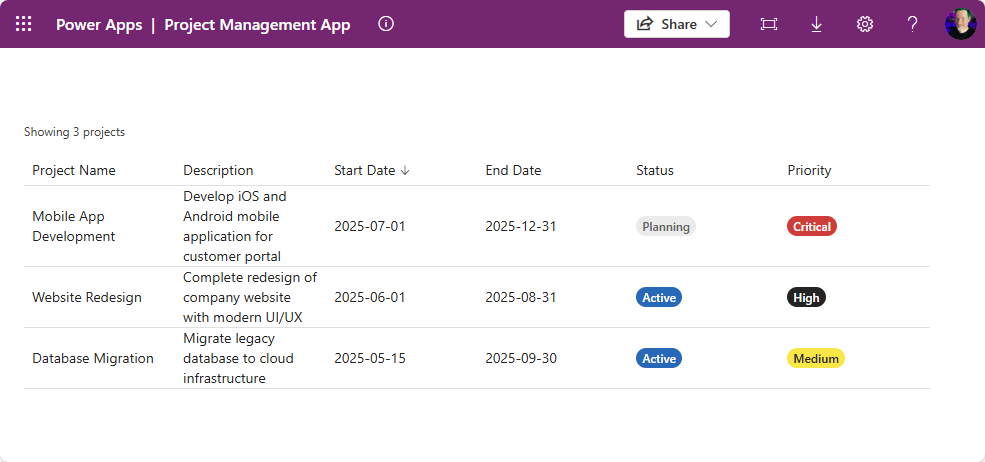 Power Apps | Project Management App
Share
?
Showing 3 projects
Project Name Description Start Date ↓ End Date Status Priority
Mobile App Development Develop iOS and Android mobile application for customer portal 2025-07-01 2025-12-31 Planning Critical
Website Redesign Complete redesign of company website with modern UI/UX 2025-06-01 2025-08-31 Active High
Database Migration Migrate legacy database to cloud infrastructure 2025-05-15 2025-09-30 Active Medium